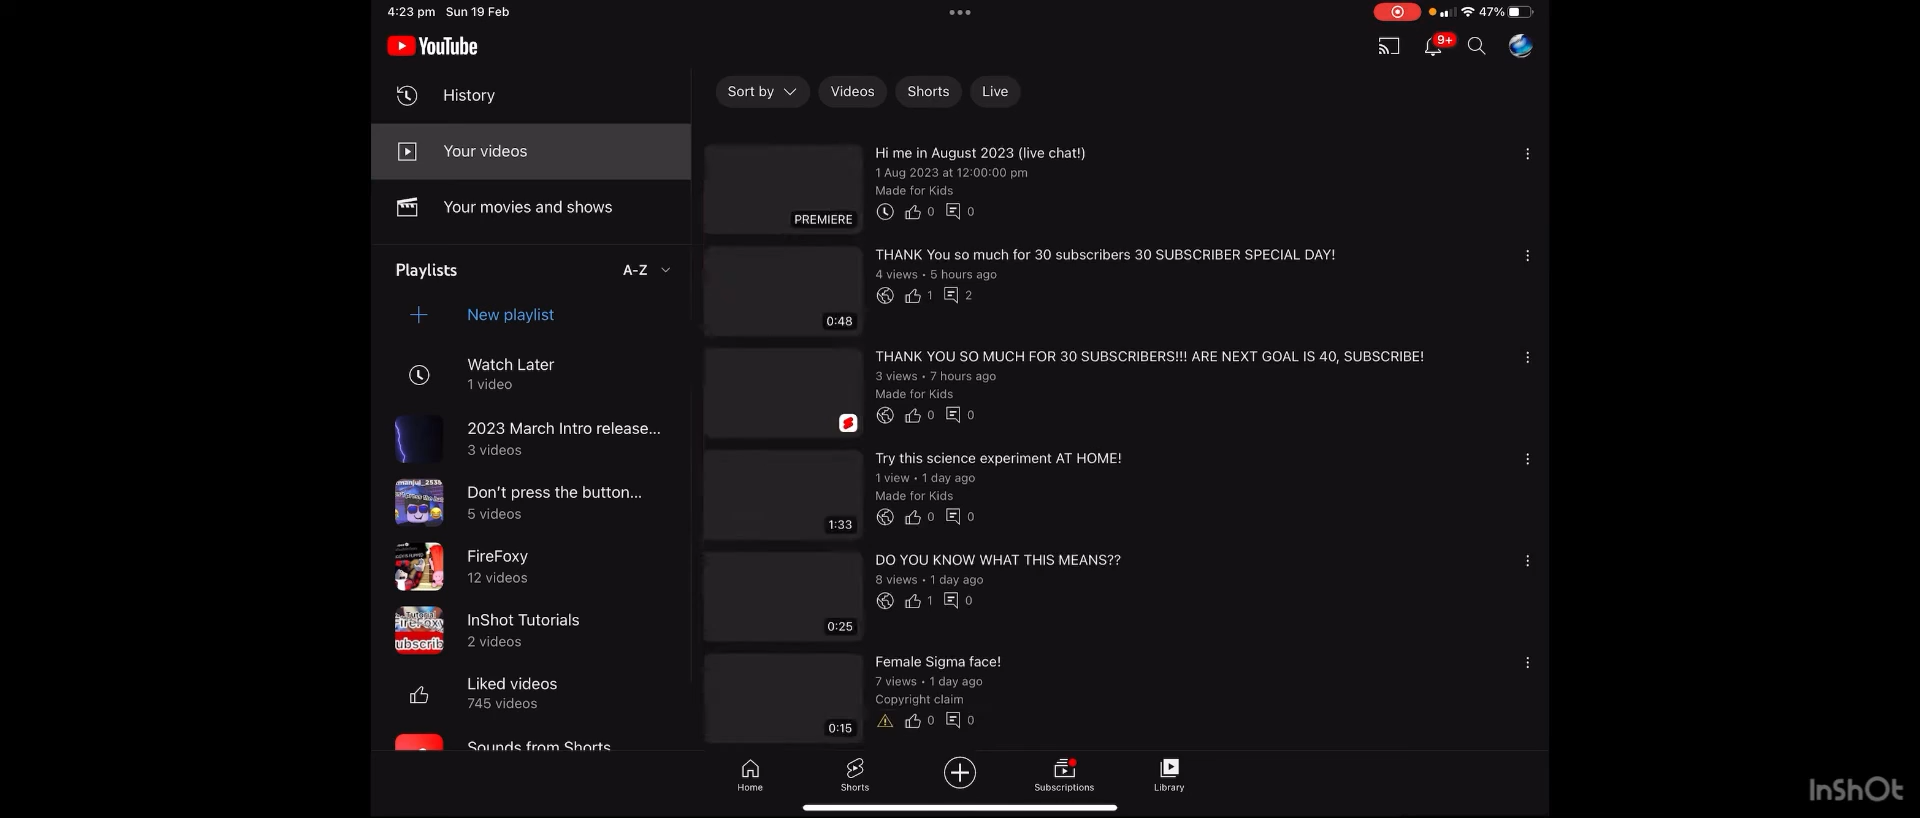 4:23 pm Sun 19 Feb
47%
YouTube
9+
History
Your videos
Your movies and shows
Playlists A-Z
New playlist
Watch Later
1 video
2023 March Intro release...
3 videos
Don't press the button...
5 videos
FireFoxy
12 videos
InShot Tutorials
2 videos
Liked videos
745 videos
Sounds from Shorts
Sort by Videos Shorts Live
Hi me in August 2023 (live chat!)
1 Aug 2023 at 12:00:00 pm
Made for Kids
0 0
PREMIERE
THANK You so much for 30 subscribers 30 SUBSCRIBER SPECIAL DAY!
4 views • 5 hours ago
1 2
0:48
THANK YOU SO MUCH FOR 30 SUBSCRIBERS!!! ARE NEXT GOAL IS 40, SUBSCRIBE!
3 views • 7 hours ago
Made for Kids
0 0
Try this science experiment AT HOME!
1 view • 1 day ago
Made for Kids
0 0
1:33
DO YOU KNOW WHAT THIS MEANS??
8 views • 1 day ago
1 0
0:25
Female Sigma face!
7 views • 1 day ago
Copyright claim
0 0
0:15
Home Shorts Subscriptions Library
InShOt